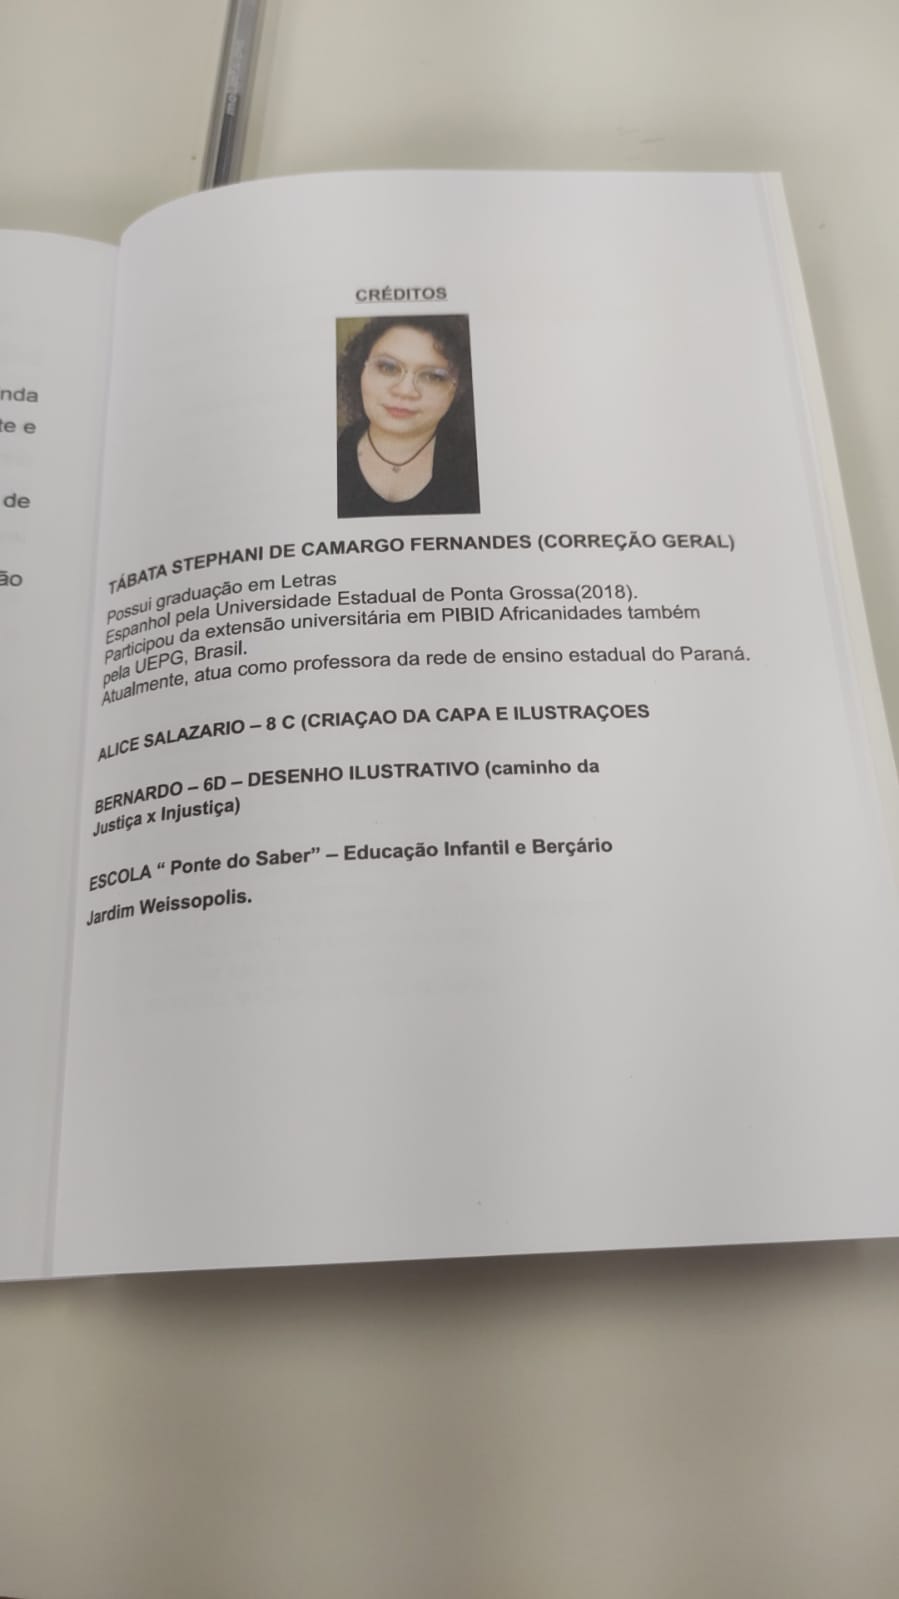 nda
te e
de
ão
CRÉDITOS
TÁBATA STEPHANI DE CAMARGO FERNANDES (CORREÇÃO GERAL)
Possui graduação em Letras
Espanhol pela Universidade Estadual de Ponta Grossa(2018).
Participou da extensão universitária em PIBID Africanidades também
pela UEPG, Brasil.
Atualmente, atua como professora da rede de ensino estadual do Paraná.
ALICE SALAZARIO – 8 C (CRIAÇAO DA CAPA E ILUSTRAÇOES
BERNARDO – 6D – DESENHO ILUSTRATIVO (caminho da
Justiça x Injustiça)
ESCOLA “ Ponte do Saber” – Educação Infantil e Berçário
Jardim Weissopolis.